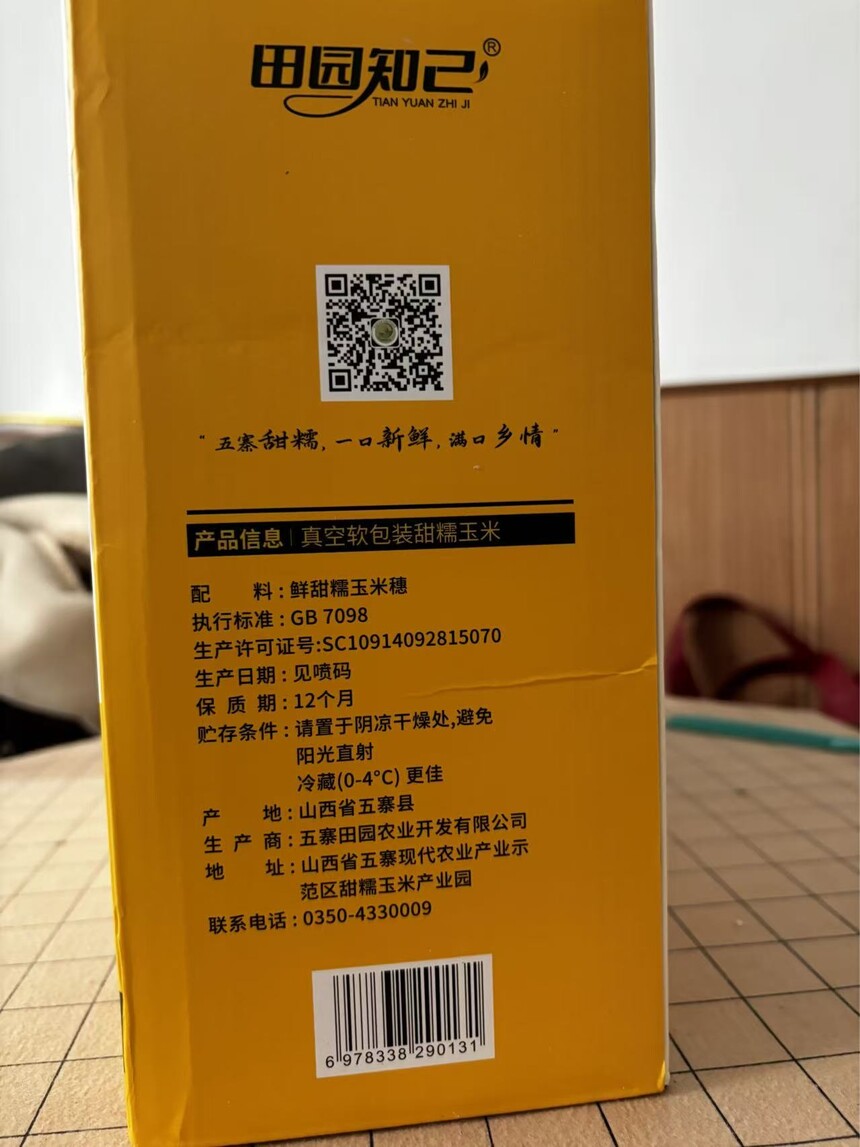 田园知己®
TIAN YUAN ZHI JI
"五寨甜糯,一口新鲜,满口乡情"
产品信息|真空软包装甜糯玉米
配 料:鲜甜糯玉米穗
执行标准:GB 7098
生产许可证号:SC10914092815070
生产日期:见喷码
保 质 期:12个月
贮存条件:请置于阴凉干燥处,避免
阳光直射
冷藏(0-4°C) 更佳
产 地:山西省五寨县
生 产 商:五寨田园农业开发有限公司
地 址:山西省五寨现代农业产业示
范区甜糯玉米产业园
联系电话:0350-4330009
6 978338 290131